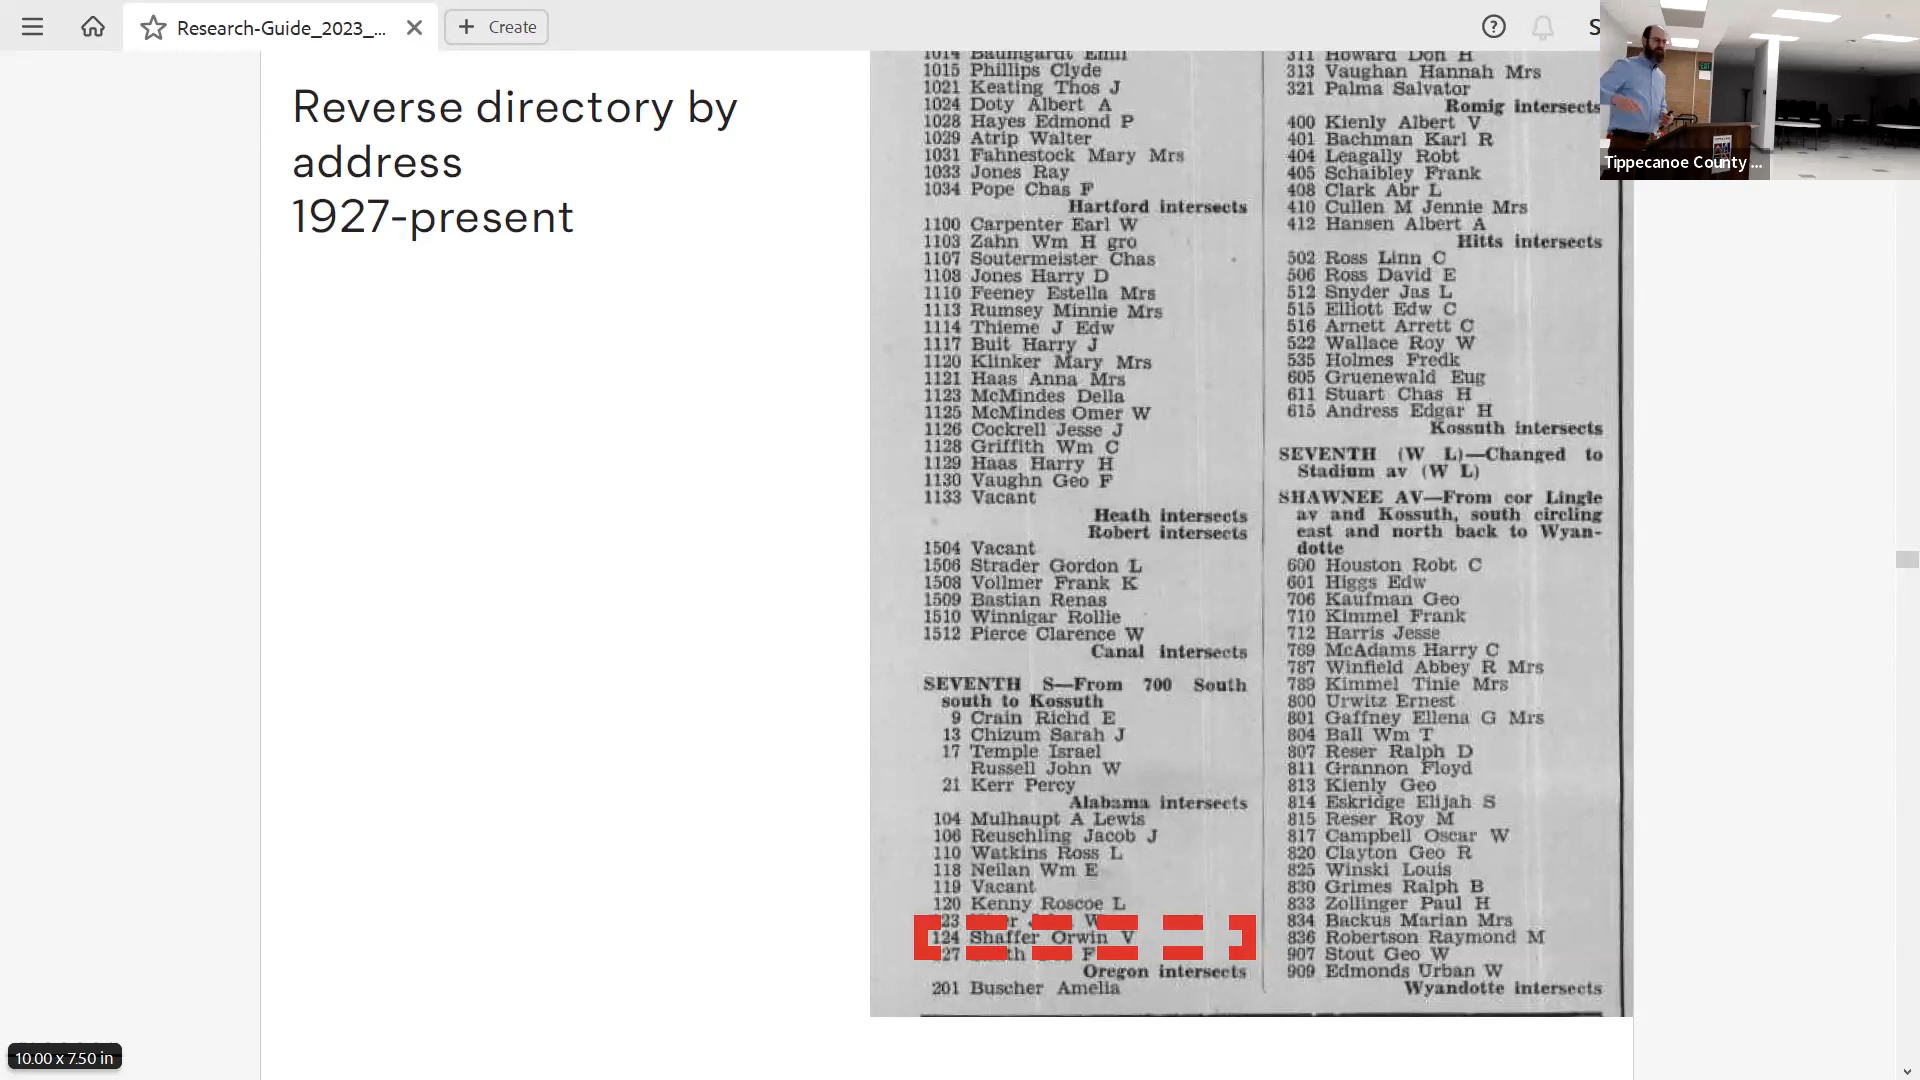 Research-Guide_2023_...
Create
Tippecanoe County ...
Reverse directory by
address
1927-present
1014 Baumgardt Emil
1015 Phillips Clyde
1021 Keating Thos J
1024 Doty Albert A
1028 Hayes Edmond P
1029 Atrip Walter
1031 Fahnestock Mary Mrs
1033 Jones Ray
1034 Pope Chas F
Hartford intersects
1100 Carpenter Earl W
1103 Zahn Wm H gro
1107 Soutermeister Chas
1108 Jones Harry D
1110 Feeney Estella Mrs
1113 Rumsey Minnie Mrs
1114 Thieme J Edw
1117 Buit Harry J
1120 Klinker Mary Mrs
1121 Haas Anna Mrs
1123 McMindes Della
1125 McMindes Omer W
1126 Cockrell Jesse J
1128 Griffith Wm C
1129 Haas Harry H
1130 Vaughn Geo F
1133 Vacant
Heath intersects
Robert intersects
1504 Vacant
1506 Strader Gordon L
1508 Vollmer Frank K
1509 Bastian Renas
1510 Winnigar Rollie
1512 Pierce Clarence W
Canal intersects
SEVENTH S—From 700 South
south to Kossuth
9 Crain Richd E
13 Chizum Sarah J
17 Temple Israel
Russell John W
21 Kerr Percy
Alabama intersects
104 Mulhaupt A Lewis
106 Reuschling Jacob J
110 Watkins Ross L
118 Neilan Wm E
119 Vacant
120 Kenny Roscoe L
W
124 Shaffer Orwin V
F
Oregon intersects
201 Buscher Amelia
311 Howard Don H
313 Vaughan Hannah Mrs
321 Palma Salvator
Romig intersects
400 Kienly Albert V
401 Bachman Karl R
404 Leagally Robt
405 Schaibley Frank
408 Clark Abr L
410 Cullen M Jennie Mrs
412 Hansen Albert A
Hitts intersects
502 Ross Linn C
506 Ross David E
512 Snyder Jas L
515 Elliott Edw C
516 Arnett Arrett C
522 Wallace Roy W
535 Holmes Fredk
605 Gruenewald Eug
611 Stuart Chas H
615 Andress Edgar H
Kossuth intersects
SEVENTH (W L)—Changed to
Stadium av (W L)
SHAWNEE AV—From cor Lingle
av and Kossuth, south circling
east and north back to Wyan-
dotte
600 Houston Robt C
601 Higgs Edw
706 Kaufman Geo
710 Kimmel Frank
712 Harris Jesse
769 McAdams Harry C
787 Winfield Abbey R Mrs
789 Kimmel Tinie Mrs
800 Urwitz Ernest
801 Gaffney Ellena G Mrs
804 Ball Wm T
807 Reser Ralph D
811 Grannon Floyd
813 Kienly Geo
814 Eskridge Elijah S
815 Reser Roy M
817 Campbell Oscar W
820 Clayton Geo R
825 Winski Louis
830 Grimes Ralph B
833 Zollinger Paul H
834 Backus Marian Mrs
836 Robertson Raymond M
907 Stout Geo W
909 Edmonds Urban W
Wyandotte intersects
10.00 x 7.50 in